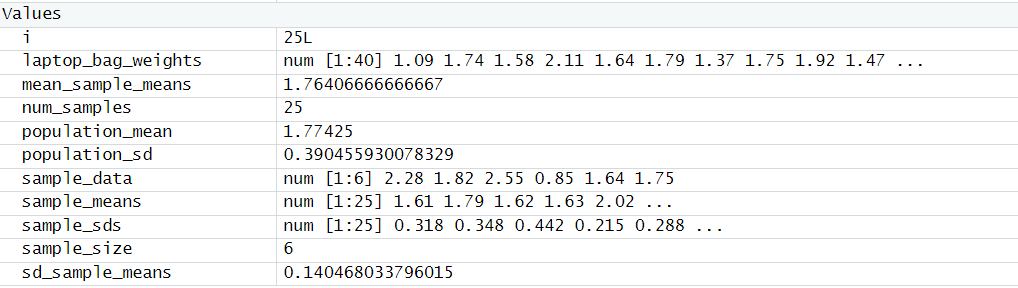 Values
i 25L
laptop_bag_weights num [1:40] 1.09 1.74 1.58 2.11 1.64 1.79 1.37 1.75 1.92 1.47 ...
mean_sample_means 1.76406666666667
num_samples 25
population_mean 1.77425
population_sd 0.390455930078329
sample_data num [1:6] 2.28 1.82 2.55 0.85 1.64 1.75
sample_means num [1:25] 1.61 1.79 1.62 1.63 2.02 ...
sample_sds num [1:25] 0.318 0.348 0.442 0.215 0.288 ...
sample_size 6
sd_sample_means 0.140468033796015